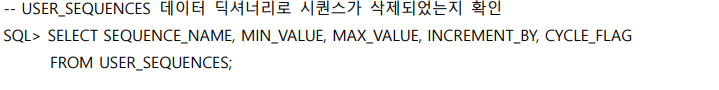 -- USER_SEQUENCES 데이터 딕셔너리로 시퀀스가 삭제되었는지 확인
SQL> SELECT SEQUENCE_NAME, MIN_VALUE, MAX_VALUE, INCREMENT_BY, CYCLE_FLAG
FROM USER_SEQUENCES;